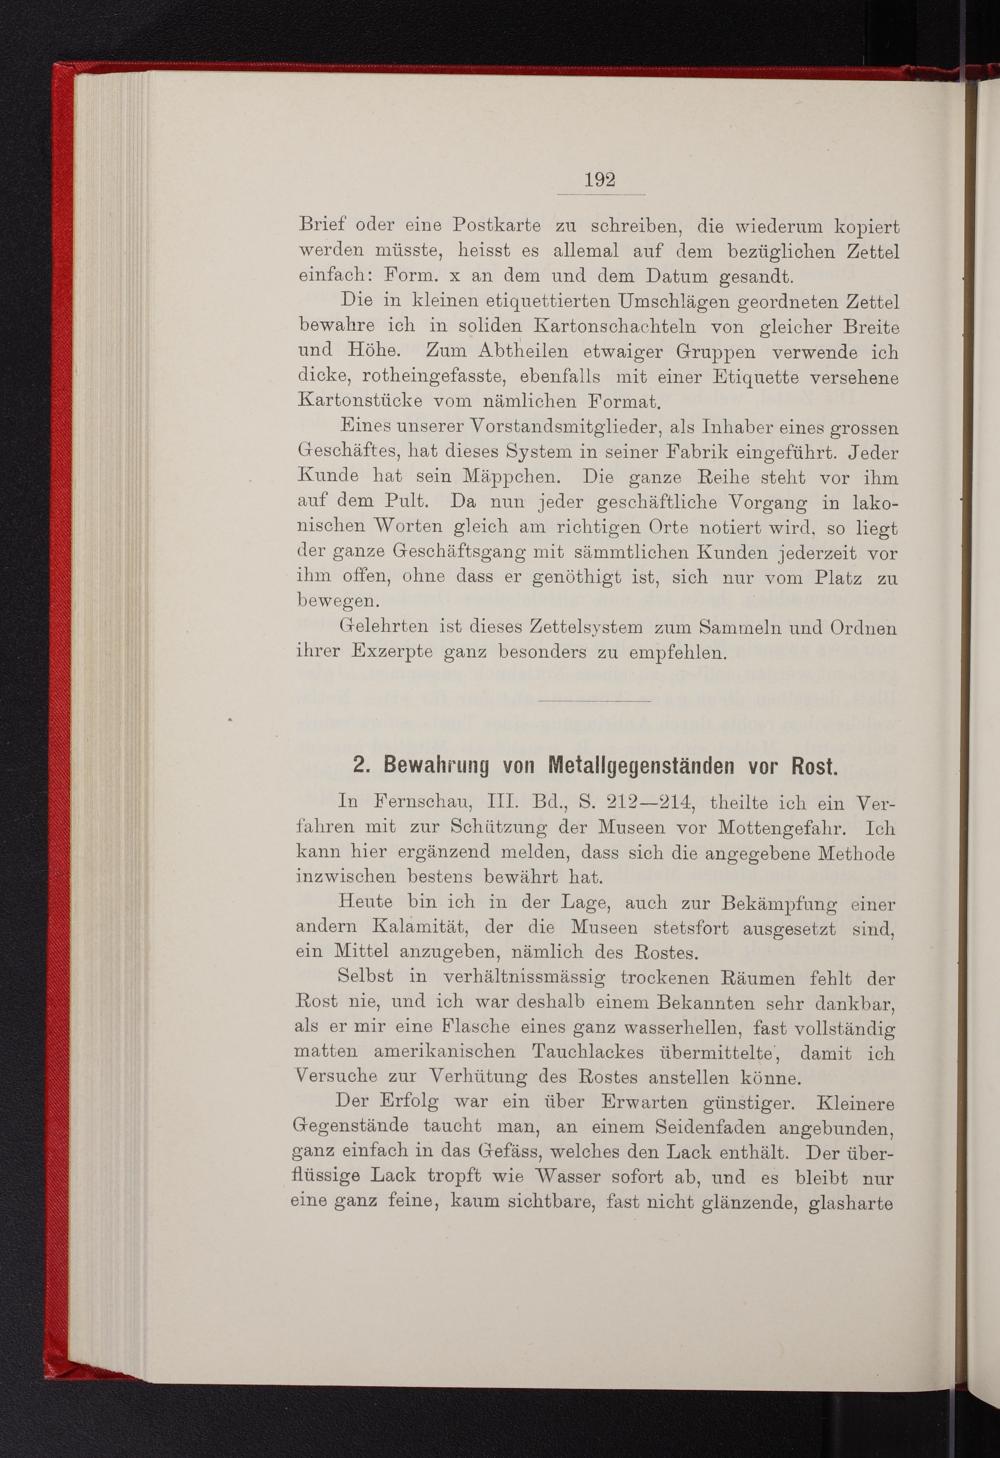 192
Brief oder eine Postkarte zu schreiben, die wiederum kopiert
werden müsste, heisst es allemal auf dem bezüglichen Zettel
einfach: Form. x an dem und dem Datum gesandt.
Die in kleinen etiquettierten Umschlägen geordneten Zettel
bewahre ich in soliden Kartonschachteln von gleicher Breite
und Höhe. Zum Abtheilen etwaiger Gruppen verwende ich
dicke, rotheingefasste, ebenfalls mit einer Etiquette versehene
Kartonstücke vom nämlichen Format.
Eines unserer Vorstandsmitglieder, als Inhaber eines grossen
Geschäftes, hat dieses System in seiner Fabrik eingeführt. Jeder
Kunde hat sein Mäppchen. Die ganze Reihe steht vor ihm
auf dem Pult. Da nun jeder geschäftliche Vorgang in lako-
nischen Worten gleich am richtigen Orte notiert wird, so liegt
der ganze Geschäftsgang mit sämmtlichen Kunden jederzeit vor
ihm offen, ohne dass er genöthigt ist, sich nur vom Platz zu
bewegen.
Gelehrten ist dieses Zettelsystem zum Sammeln und Ordnen
ihrer Exzerpte ganz besonders zu empfehlen.
2. Bewahrung von Metallgegenständen vor Rost.
In Fernschau, III. Bd., S. 212—214, theilte ich ein Ver-
fahren mit zur Schützung der Museen vor Mottengefahr. Ich
kann hier ergänzend melden, dass sich die angegebene Methode
inzwischen bestens bewährt hat.
Heute bin ich in der Lage, auch zur Bekämpfung einer
andern Kalamität, der die Museen stetsfort ausgesetzt sind,
ein Mittel anzugeben, nämlich des Rostes.
Selbst in verhältnissmässig trockenen Räumen fehlt der
Rost nie, und ich war deshalb einem Bekannten sehr dankbar,
als er mir eine Flasche eines ganz wasserhellen, fast vollständig
matten amerikanischen Tauchlackes übermittelte, damit ich
Versuche zur Verhütung des Rostes anstellen könne.
Der Erfolg war ein über Erwarten günstiger. Kleinere
Gegenstände taucht man, an einem Seidenfaden angebunden,
ganz einfach in das Gefäss, welches den Lack enthält. Der über-
flüssige Lack tropft wie Wasser sofort ab, und es bleibt nur
eine ganz feine, kaum sichtbare, fast nicht glänzende, glasharte